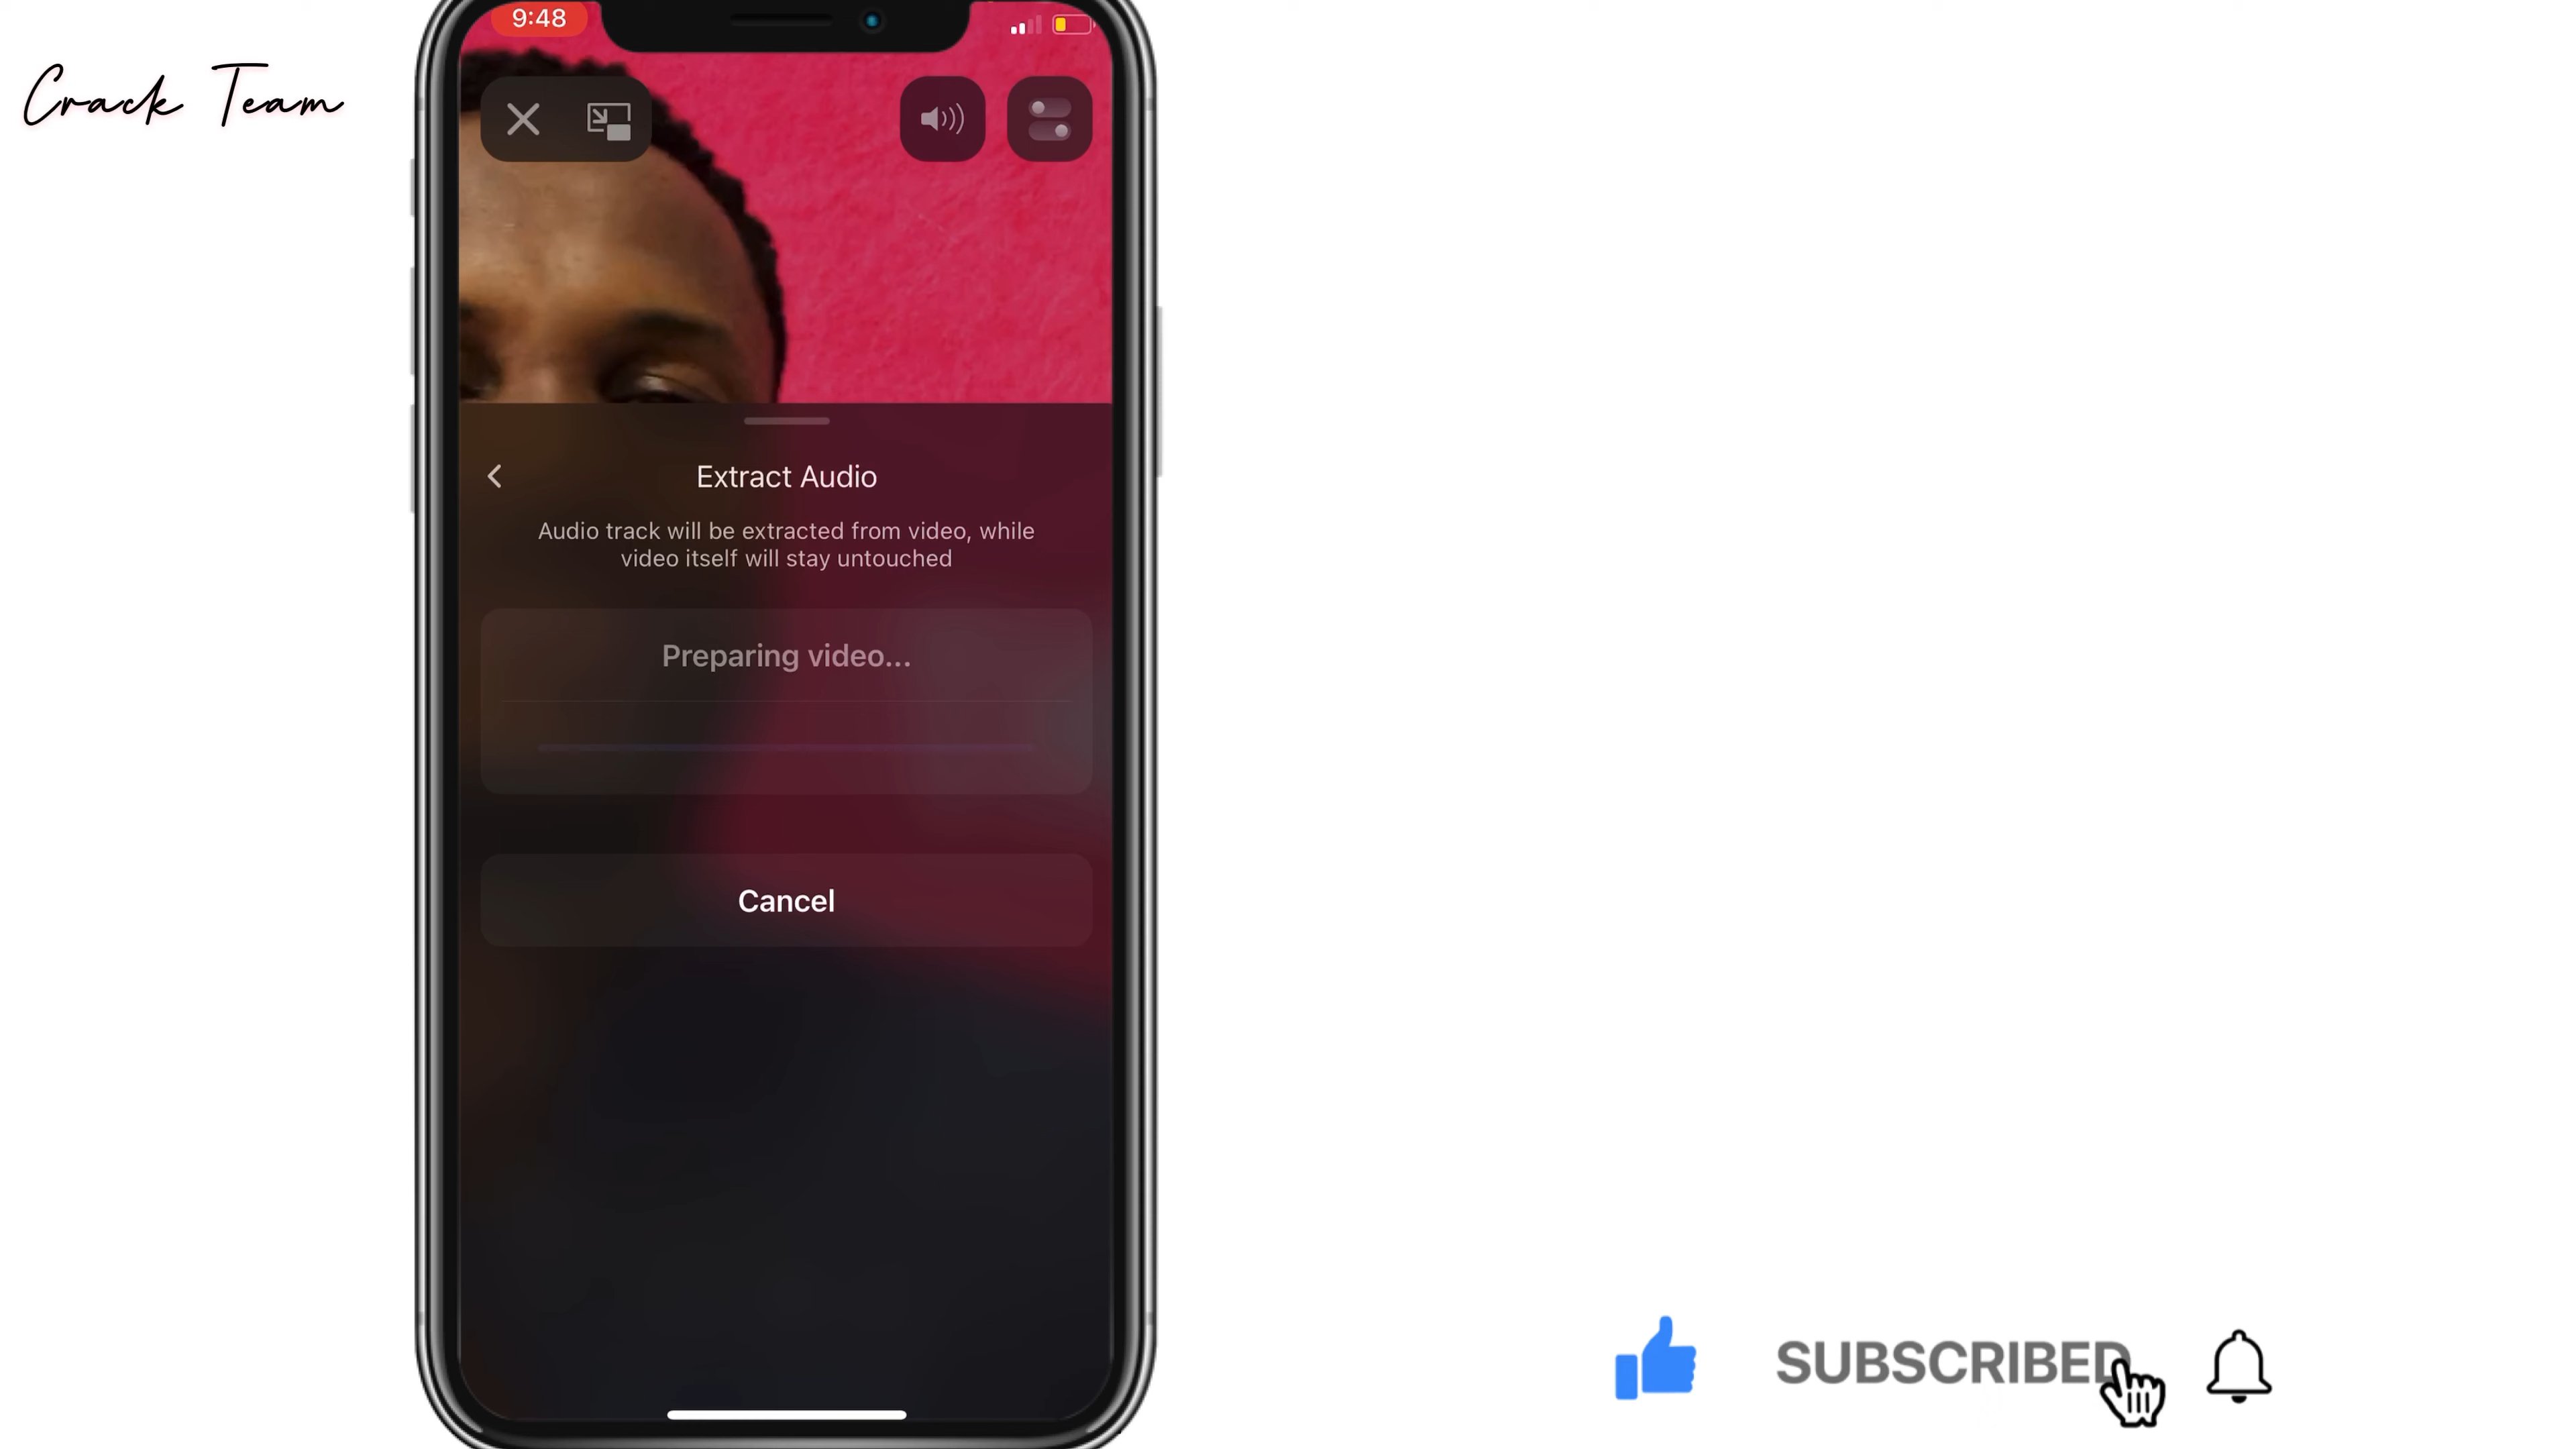 Crack Team
9:48
Extract Audio
Audio track will be extracted from video, while
video itself will stay untouched
Preparing video...
Cancel
SUBSCRIBED